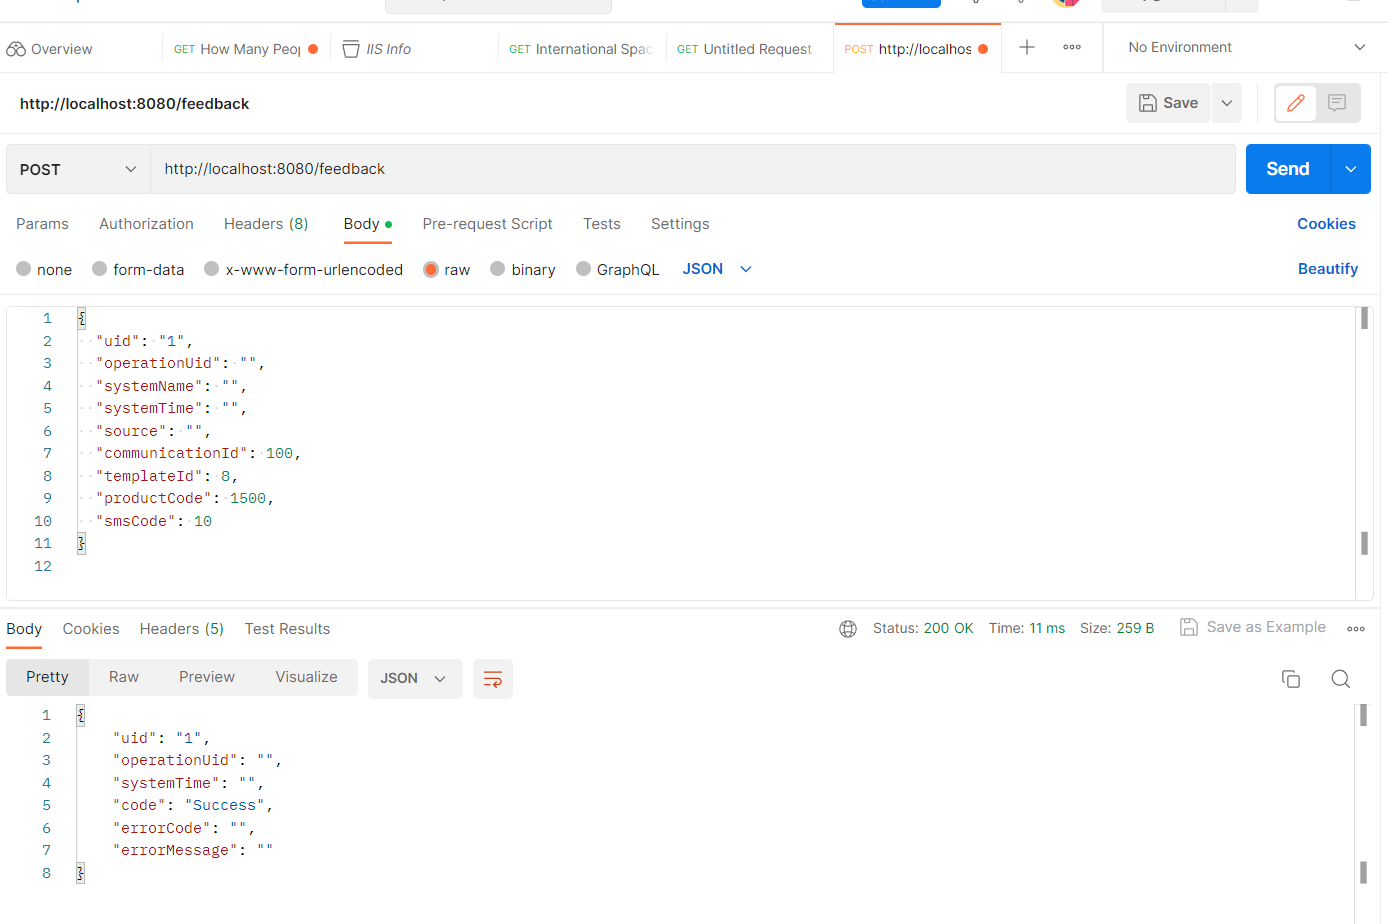 Overview GET How Many Peop IIS Info GET International Spac GET Untitled Request POST http://localhos No Environment
http://localhost:8080/feedback Save
POST http://localhost:8080/feedback Send
Params Authorization Headers (8) Body Pre-request Script Tests Settings Cookies
none form-data x-www-form-urlencoded raw binary GraphQL JSON Beautify
1 {
2 "uid": "1",
3 "operationUid": "",
4 "systemName": "",
5 "systemTime": "",
6 "source": "",
7 "communicationId": 100,
8 "templateId": 8,
9 "productCode": 1500,
10 "smsCode": 10
11 }
12
Body Cookies Headers (5) Test Results Status: 200 OK Time: 11 ms Size: 259 B Save as Example
Pretty Raw Preview Visualize JSON
1 {
2 "uid": "1",
3 "operationUid": "",
4 "systemTime": "",
5 "code": "Success",
6 "errorCode": "",
7 "errorMessage": ""
8 }